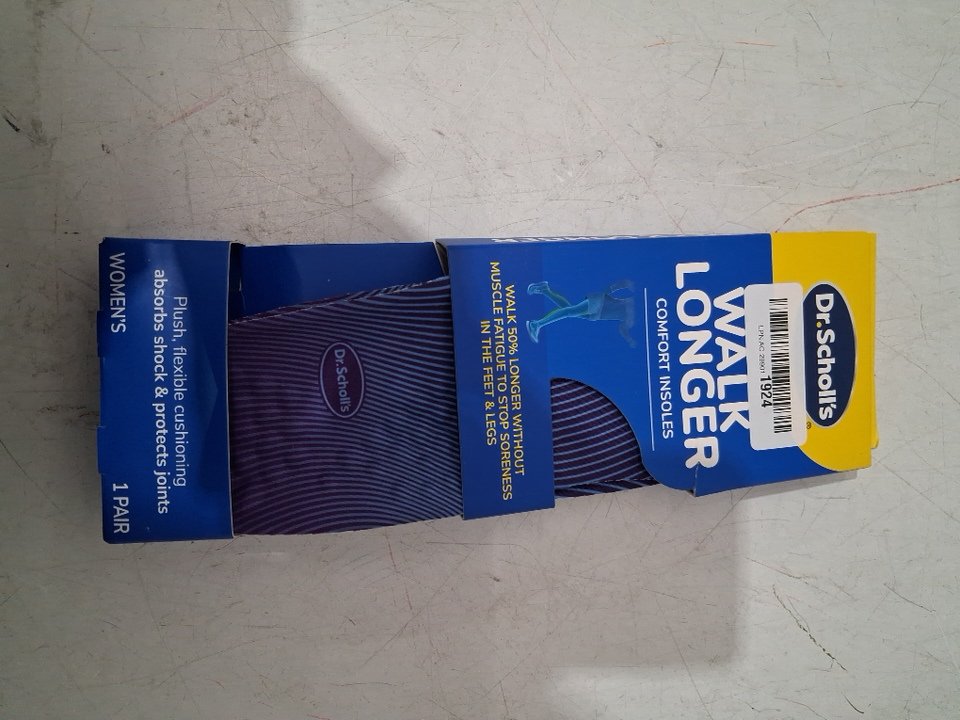 Dr.Scholl's
®
WALK
LONGER
COMFORT INSOLES
1924
WALK 50% LONGER WITHOUT
MUSCLE FATIGUE TO STOP SORENESS
IN THE FEET & LEGS
Dr.Scholl's
Plush, flexible cushioning
absorbs shock & protects joints
WOMEN'S
1 PAIR